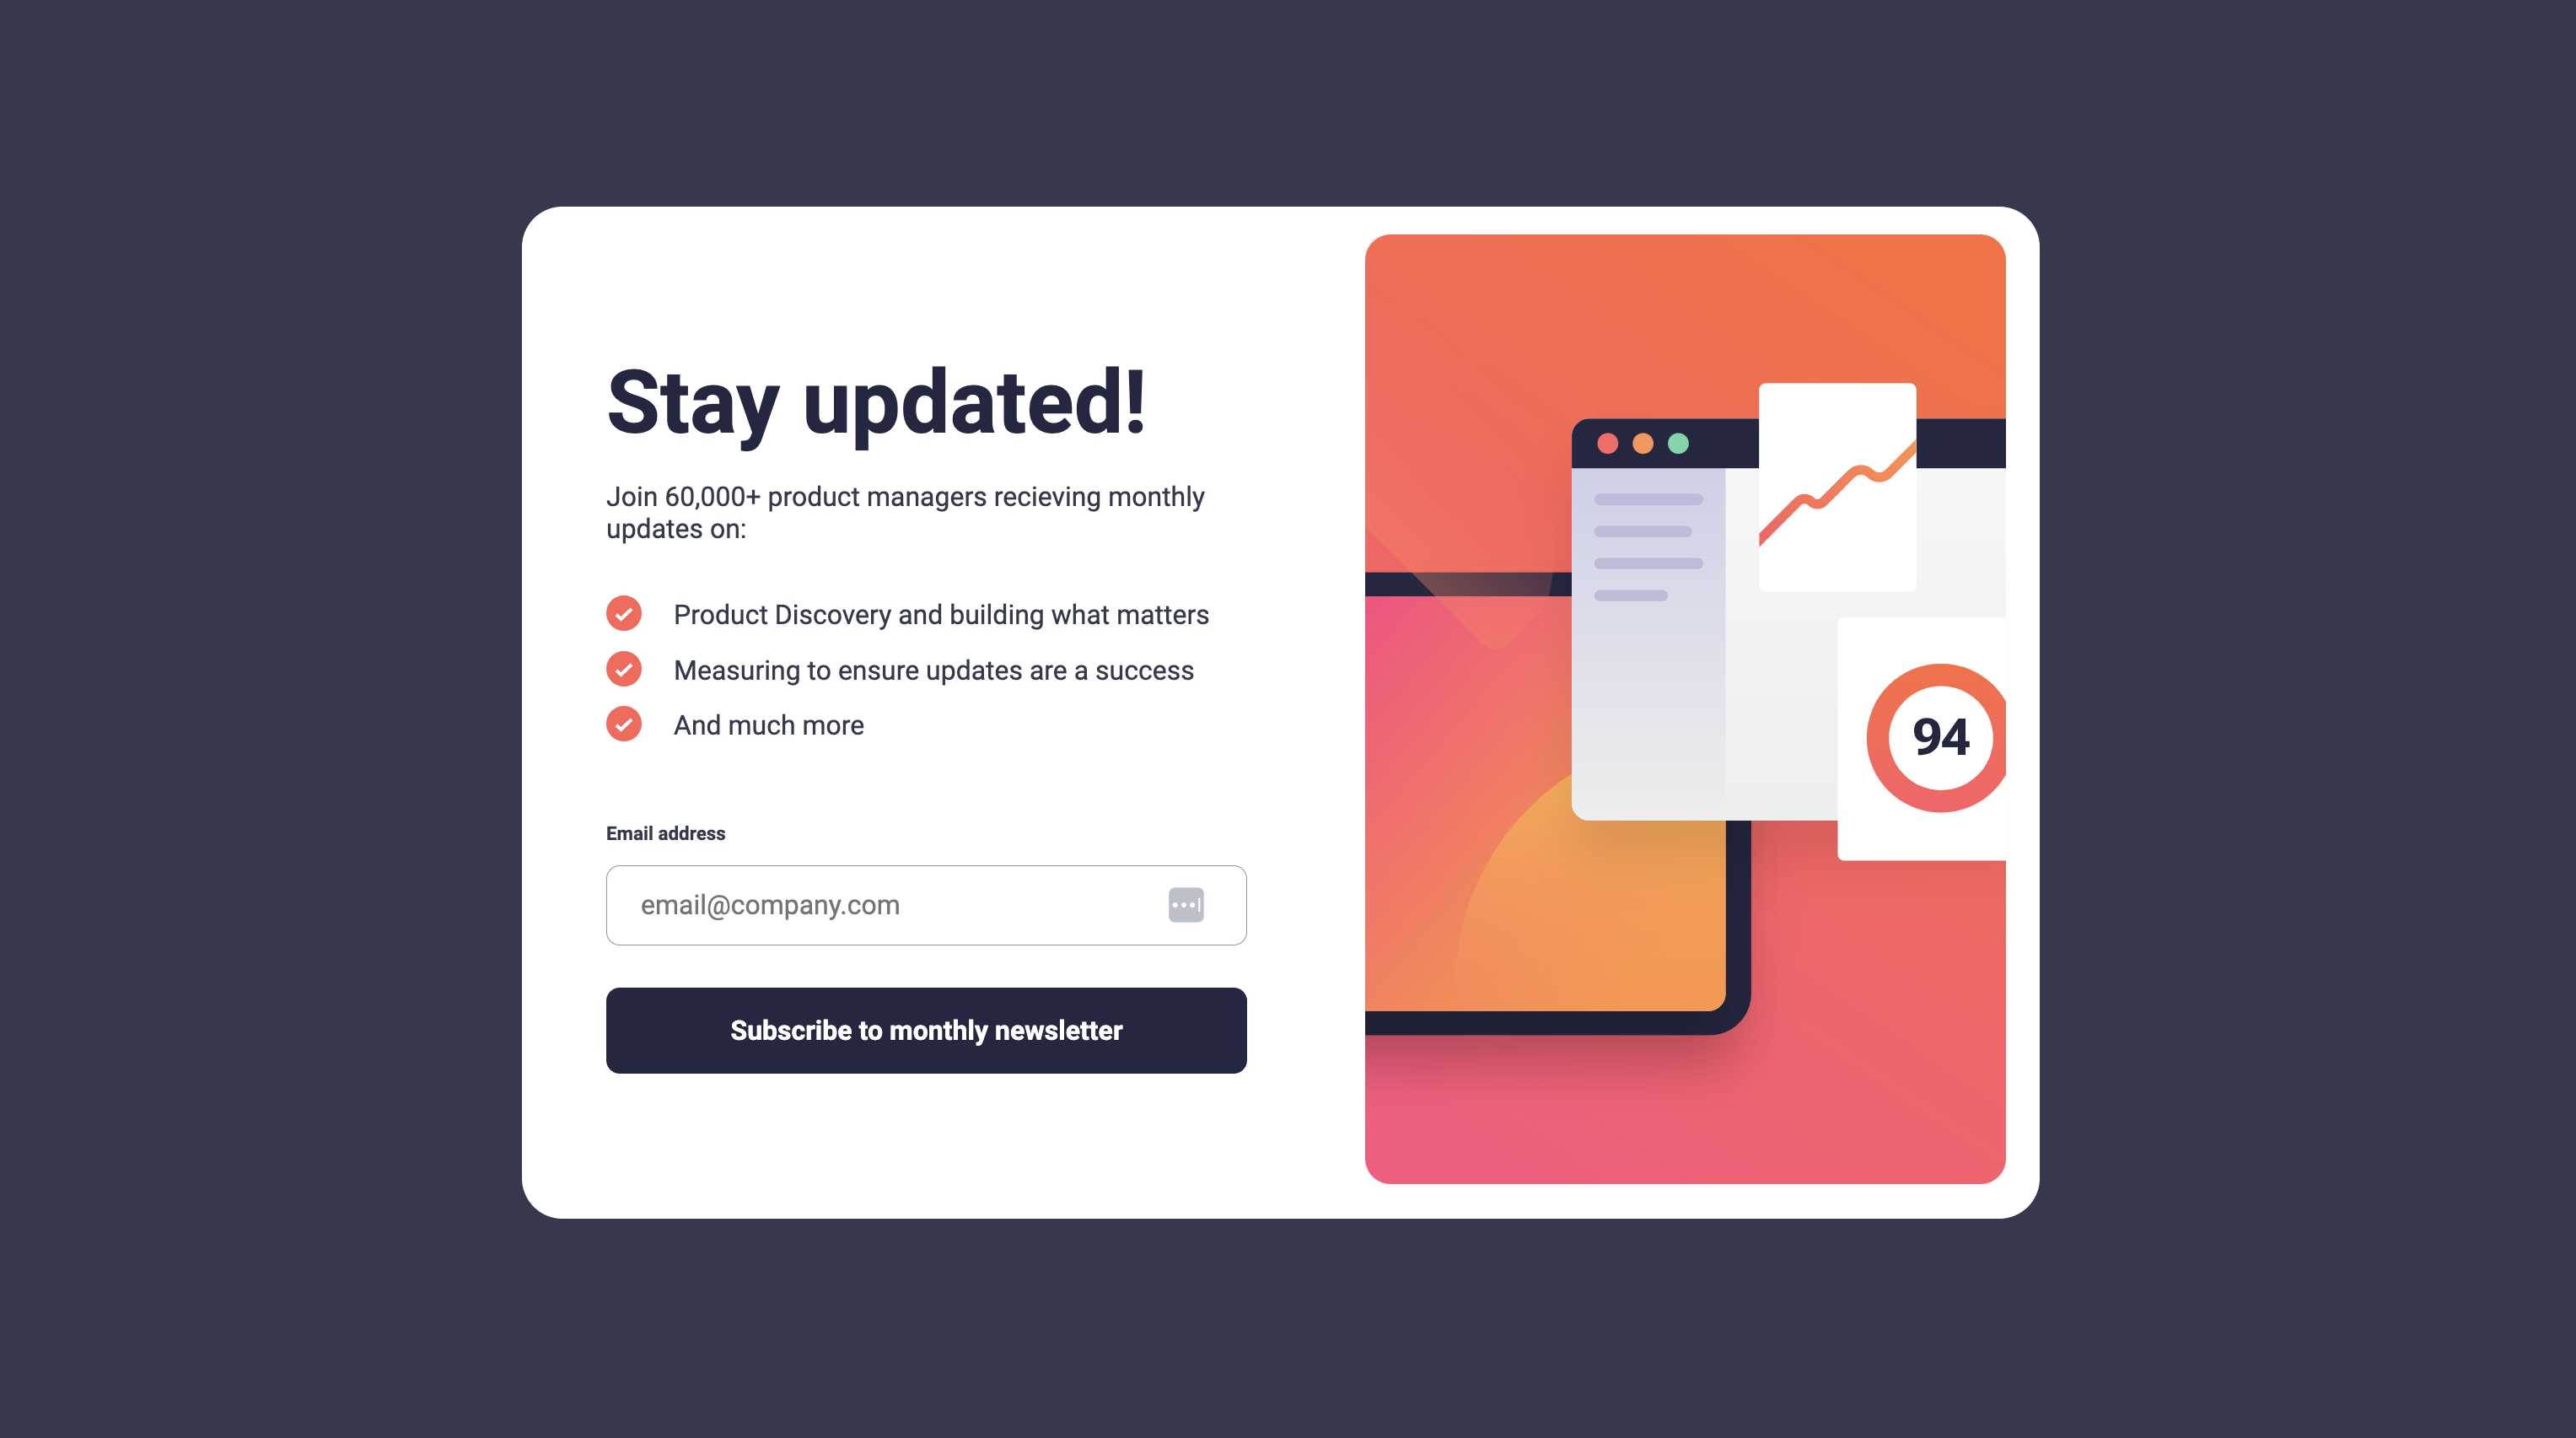 Stay updated!
Join 60,000+ product managers recieving monthly
updates on:
Product Discovery and building what matters
Measuring to ensure updates are a success
And much more
Email address
email@company.com
Subscribe to monthly newsletter
94